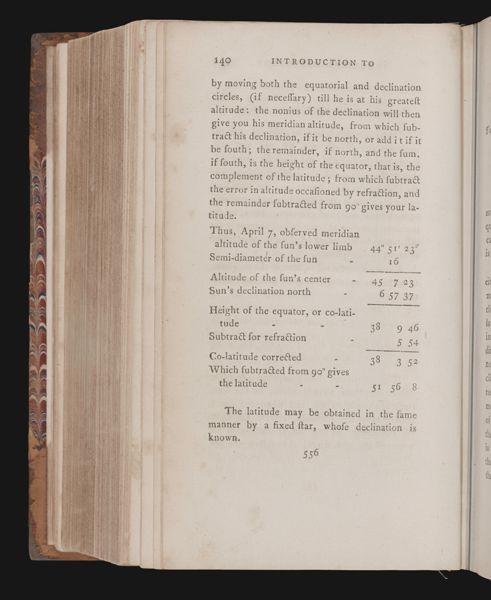 140 INTRODUCTION TO
by moving both the equatorial and declination
circles, (if neceſſary) till he is at his greateſt
altitude: the nonius of the declination will then
give you his meridian altitude, from which ſub-
tract his declination, if it be north, or add it if it
be ſouth; the remainder, if north, and the ſum,
if ſouth, is the height of the equator, that is, the
complement of the latitude; from which ſubtract
the error in altitude occaſioned by refraction, and
the remainder ſubtracted from 90° gives your la-
titude.
Thus, April 7, obſerved meridian
altitude of the ſun's lower limb 44° 51' 23"
Semi-diameter of the ſun - 16
Altitude of the ſun's center - 45 7 23
Sun's declination north - 6 57 37
Height of the equator, or co-lati-
tude - - 38 9 46
Subtract for refraction - 5 54
Co-latitude corrected - 38 3 52
Which ſubtracted from 90° gives
the latitude - - 51 56 8
The latitude may be obtained in the ſame
manner by a fixed ſtar, whoſe declination is
known.
556